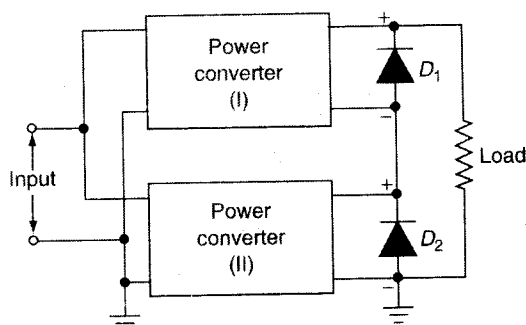 Power
converter
(I)
+
D1
−
Input
Load
Power
converter
(II)
+
D2
−